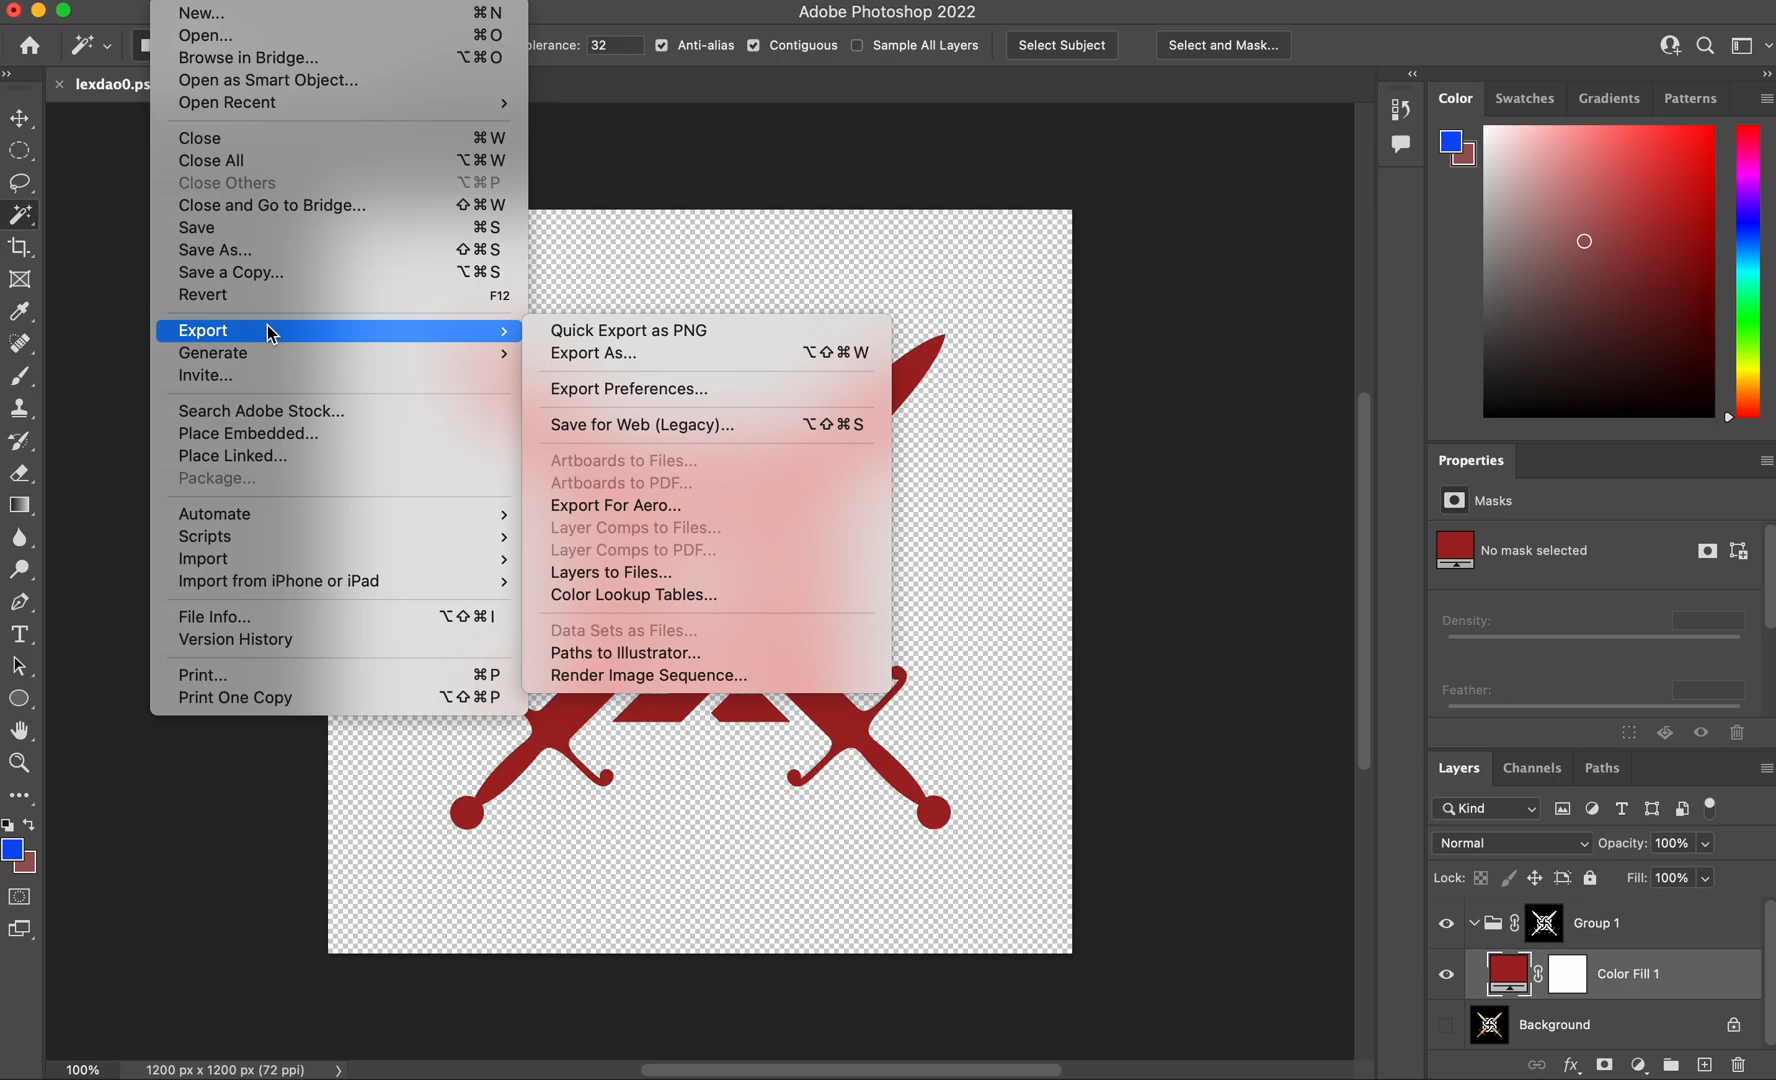 Adobe Photoshop 2022
New... ⌘ N
Open... ⌘ O
Browse in Bridge... ⌥ ⌘ O
Open as Smart Object...
Open Recent >
Close ⌘ W
Close All ⌥ ⌘ W
Close Others ⌥ ⌘ P
Close and Go to Bridge... ⇧ ⌘ W
Save ⌘ S
Save As... ⇧ ⌘ S
Save a Copy... ⌥ ⌘ S
Revert F12
Export >
Generate >
Invite...
Search Adobe Stock...
Place Embedded...
Place Linked...
Package...
Automate >
Scripts >
Import >
Import from iPhone or iPad >
File Info... ⌥ ⇧ ⌘ I
Version History
Print... ⌘ P
Print One Copy ⌥ ⇧ ⌘ P
Quick Export as PNG
Export As... ⌥ ⇧ ⌘ W
Export Preferences...
Save for Web (Legacy)... ⌥ ⇧ ⌘ S
Artboards to Files...
Artboards to PDF...
Export For Aero...
Layer Comps to Files...
Layer Comps to PDF...
Layers to Files...
Color Lookup Tables...
Data Sets as Files...
Paths to Illustrator...
Render Image Sequence...
lerance: 32 Anti-alias Contiguous Sample All Layers Select Subject Select and Mask...
lexdao0.ps
Color Swatches Gradients Patterns
Properties
Masks
No mask selected
Density:
Feather:
Layers Channels Paths
Kind
Normal Opacity: 100%
Lock: Fill: 100%
Group 1
Color Fill 1
Background
100% 1200 px x 1200 px (72 ppi) >